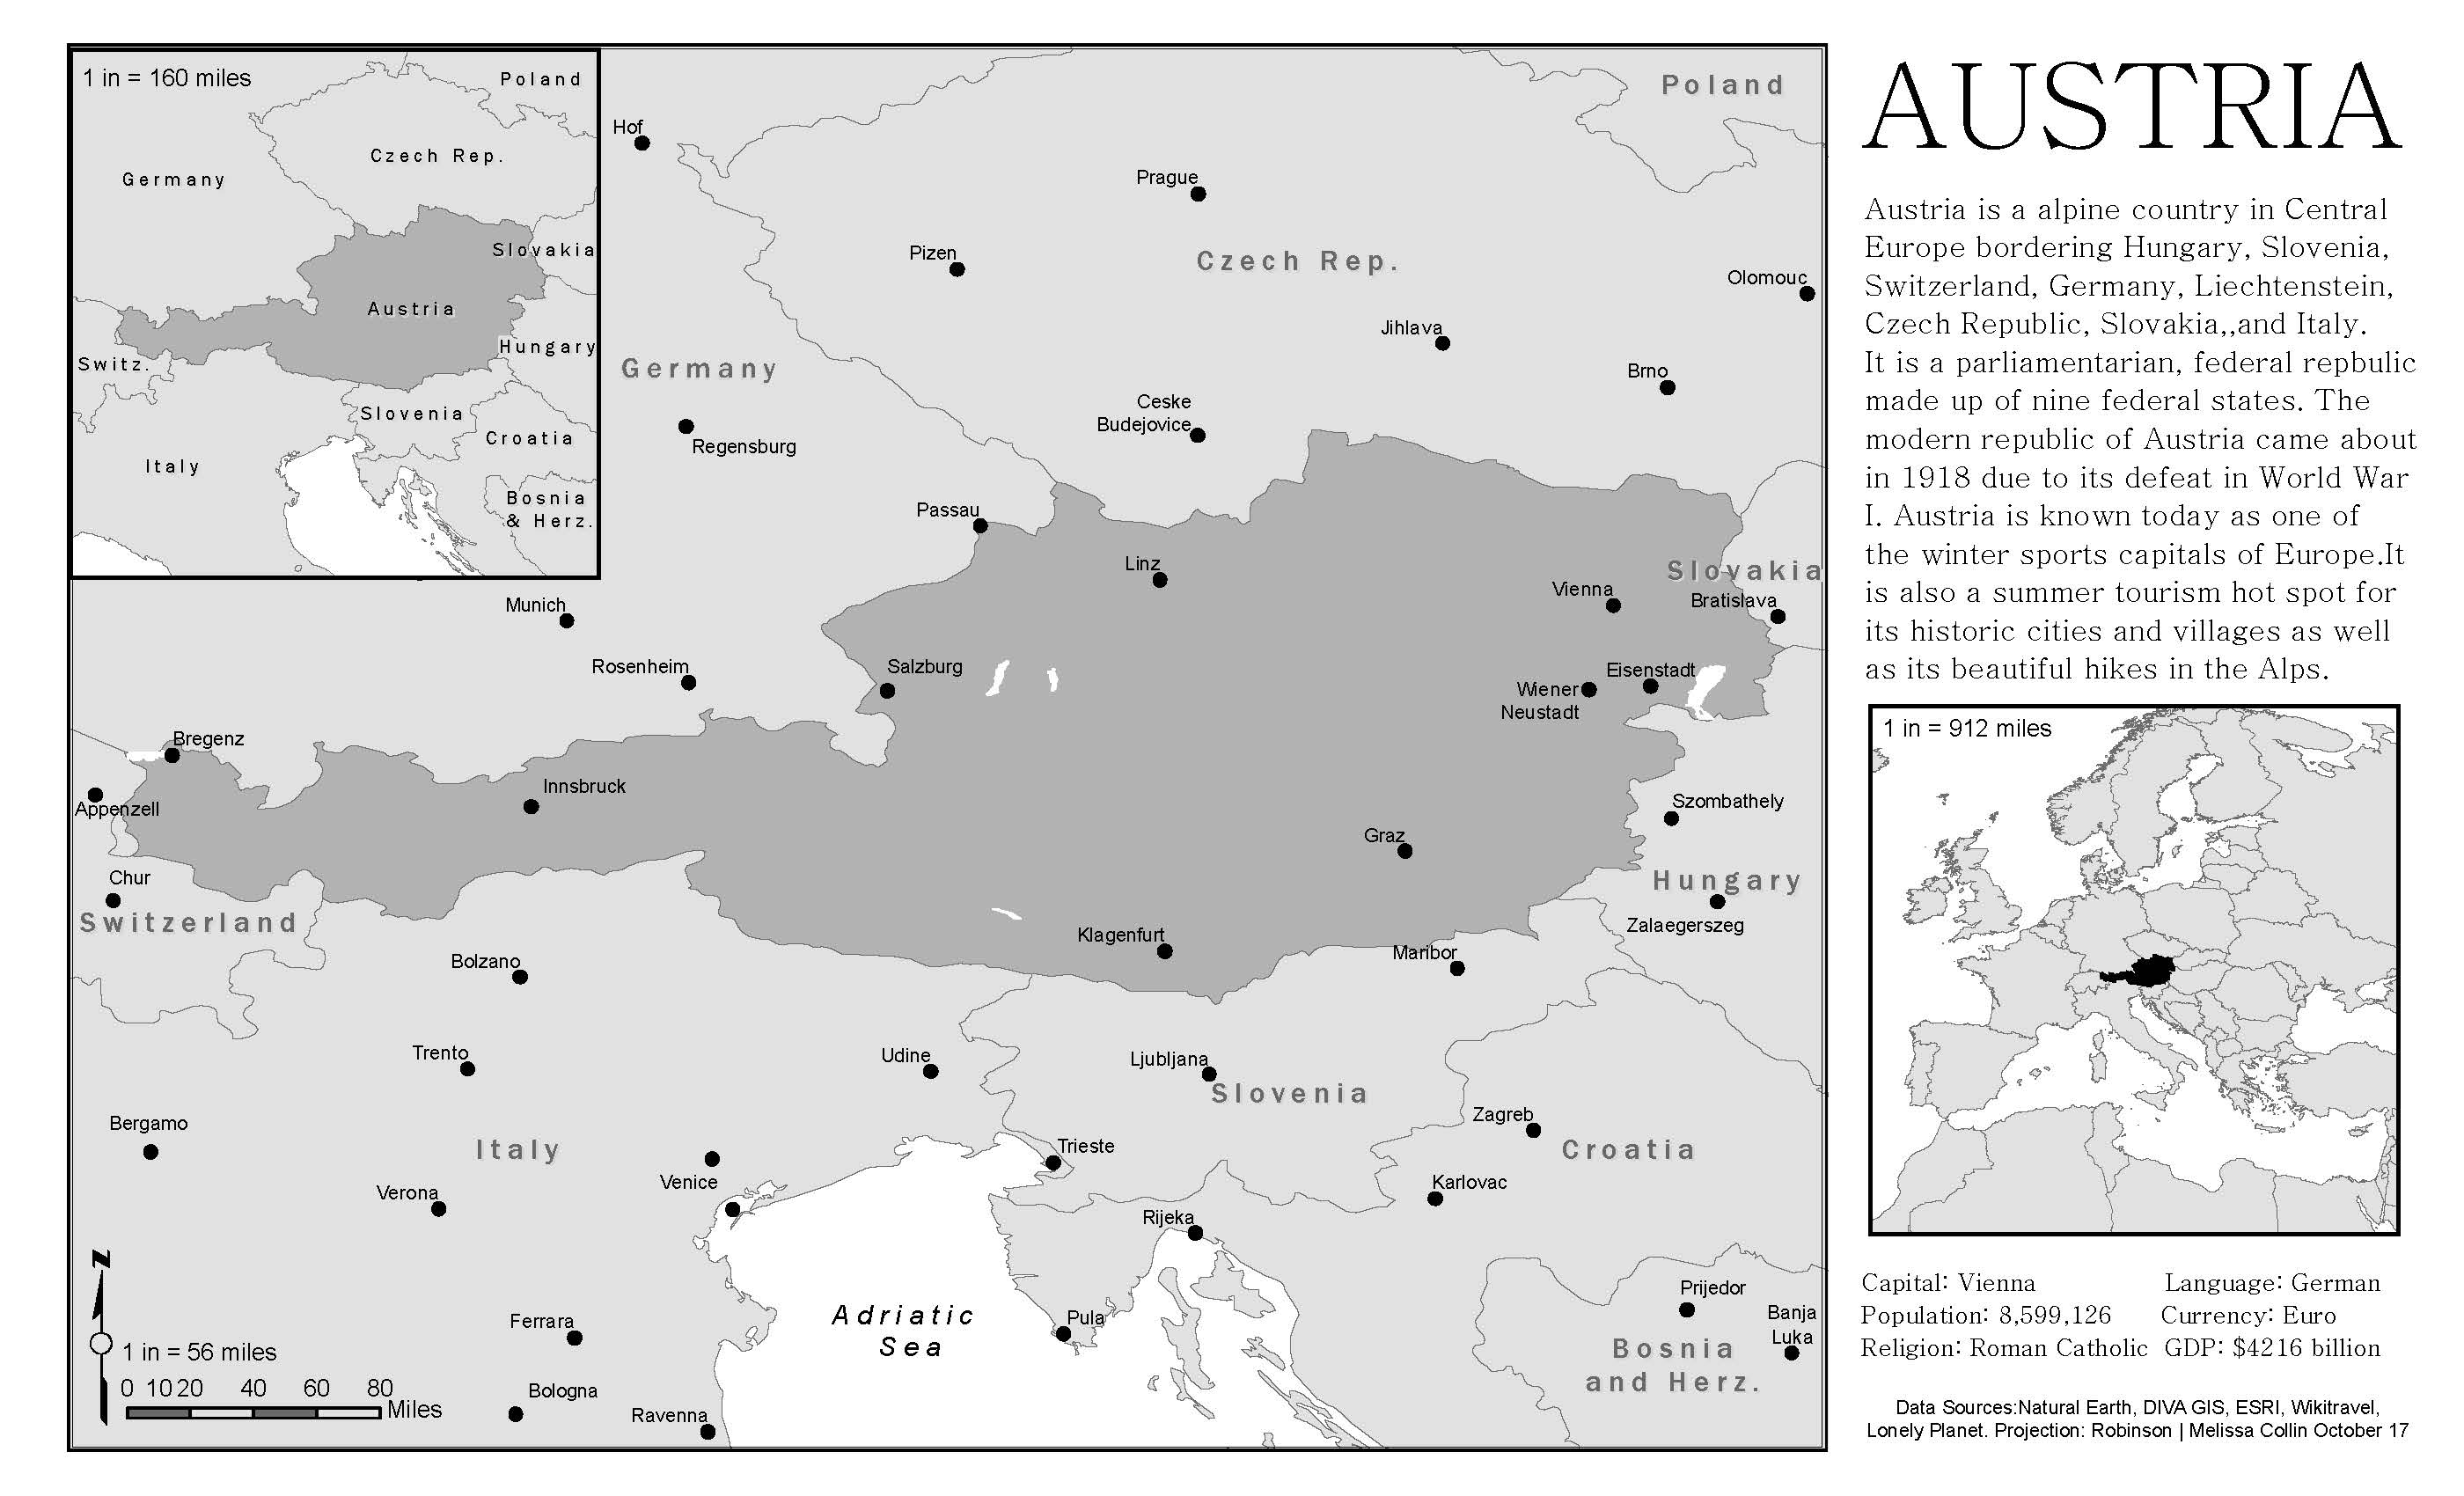 1 in = 160 miles
Poland
Czech Rep.
Germany
Slovakia
Austria
Hungary
Switz.
Slovenia
Croatia
Italy
Bosnia
& Herz.
Poland
Hof
Prague
Pizen
Czech Rep.
Olomouc
Jihlava
Germany
Brno
Ceske
Budejovice
Regensburg
Passau
Linz
Slovakia
Vienna
Bratislava
Munich
Rosenheim
Salzburg
Eisenstadt
Wiener
Neustadt
Bregenz
Innsbruck
Appenzell
Szombathely
Graz
Chur
Hungary
Switzerland
Zalaegerszeg
Klagenfurt
Maribor
Bolzano
Trento
Udine
Ljubljana
Slovenia
Bergamo
Zagreb
Italy
Trieste
Croatia
Venice
Verona
Karlovac
Rijeka
N
Prijedor
Adriatic
Sea
Pula
Banja
Luka
Ferrara
Bosnia
and Herz.
1 in = 56 miles
0 10 20 40 60 80
Miles
Bologna
Ravenna
AUSTRIA
Austria is a alpine country in Central
Europe bordering Hungary, Slovenia,
Switzerland, Germany, Liechtenstein,
Czech Republic, Slovakia,,and Italy.
It is a parliamentarian, federal repbulic
made up of nine federal states. The
modern republic of Austria came about
in 1918 due to its defeat in World War
I. Austria is known today as one of
the winter sports capitals of Europe.It
is also a summer tourism hot spot for
its historic cities and villages as well
as its beautiful hikes in the Alps.
1 in = 912 miles
Capital: Vienna Language: German
Population: 8,599,126 Currency: Euro
Religion: Roman Catholic GDP: $4216 billion
Data Sources:Natural Earth, DIVA GIS, ESRI, Wikitravel,
Lonely Planet. Projection: Robinson | Melissa Collin October 17